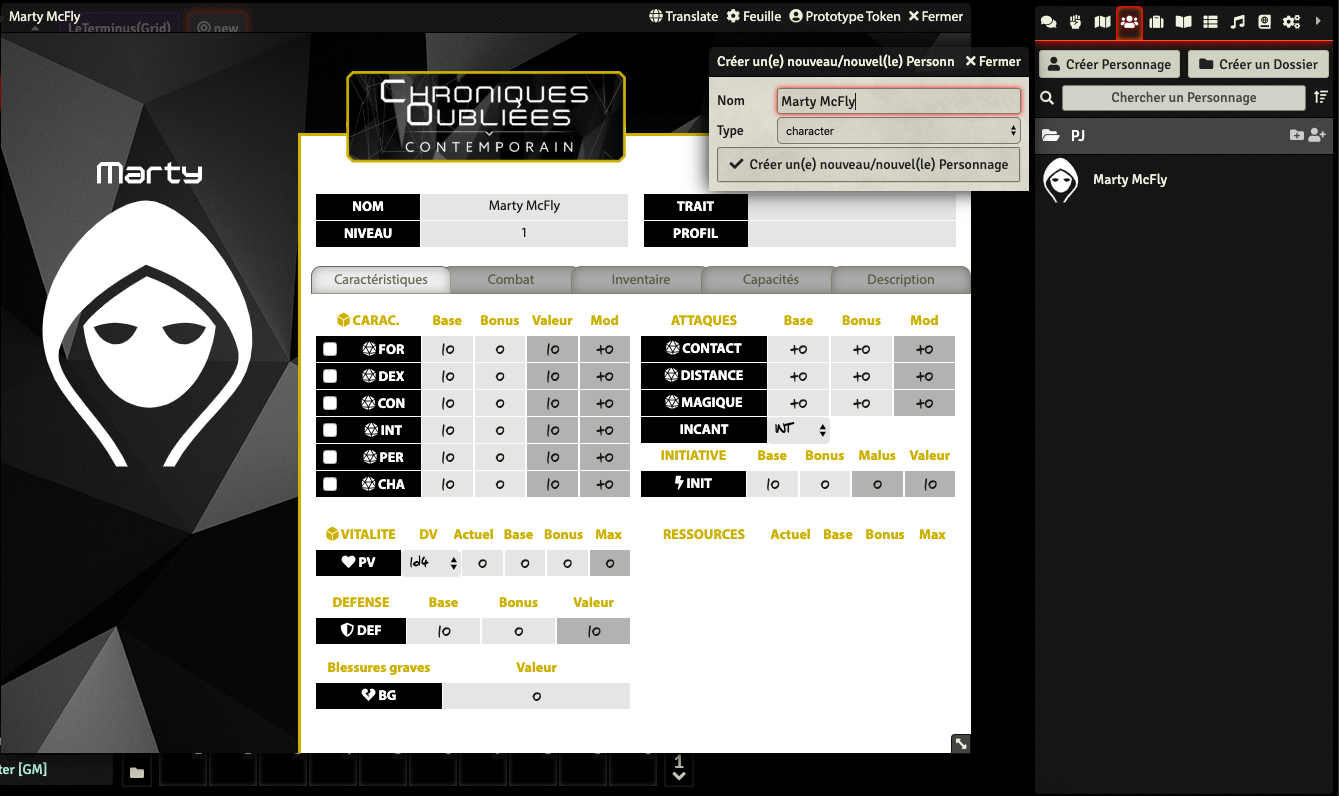 Marty McFly
Translate Feuille Prototype Token Fermer
LeTerminus(Grid) new
Créer un(e) nouveau/nouvel(le) Personn Fermer
Nom Marty McFly
Type character
Créer un(e) nouveau/nouvel(le) Personnage
Créer Personnage Créer un Dossier
Chercher un Personnage
PJ
Marty McFly
CHRONIQUES
OUBLIÉES
CONTEMPORAIN
Marty
NOM Marty McFly TRAIT
NIVEAU 1 PROFIL
Caractéristiques Combat Inventaire Capacités Description
CARAC. Base Bonus Valeur Mod
FOR 10 0 10 +0
DEX 10 0 10 +0
CON 10 0 10 +0
INT 10 0 10 +0
PER 10 0 10 +0
CHA 10 0 10 +0
ATTAQUES Base Bonus Mod
CONTACT +0 +0 +0
DISTANCE +0 +0 +0
MAGIQUE +0 +0 +0
INCANT INT
INITIATIVE Base Bonus Malus Valeur
INIT 10 0 0 10
VITALITE DV Actuel Base Bonus Max
PV 1d4 0 0 0 0
RESSOURCES Actuel Base Bonus Max
DEFENSE Base Bonus Valeur
DEF 10 0 10
Blessures graves Valeur
BG 0
ter [GM]
1